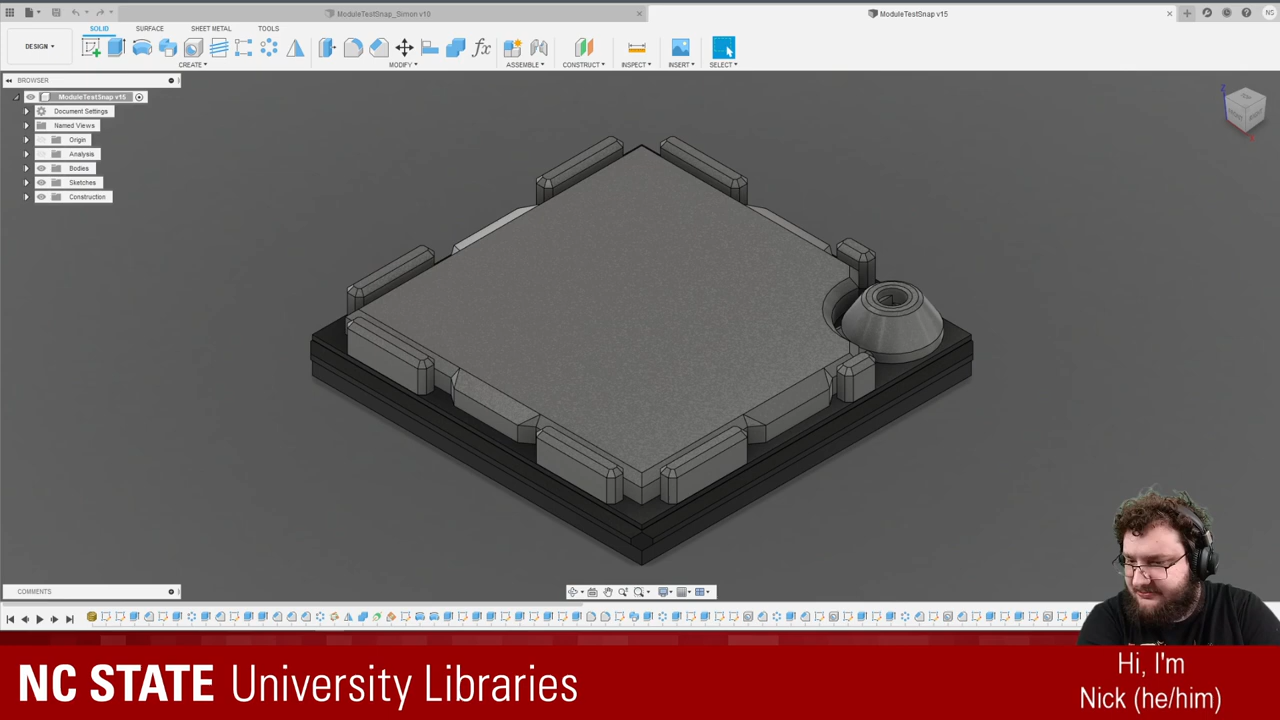 ModuleTestSnap_Simon v10
ModuleTestSnap v15
NS
SOLID SURFACE SHEET METAL TOOLS
DESIGN
CREATE MODIFY ASSEMBLE CONSTRUCT INSPECT INSERT SELECT
BROWSER
ModuleTestSnap v15
Document Settings
Named Views
Origin
Analysis
Bodies
Sketches
Construction
Z
COMMENTS
NC STATE University Libraries
Hi, I'm
Nick (he/him)